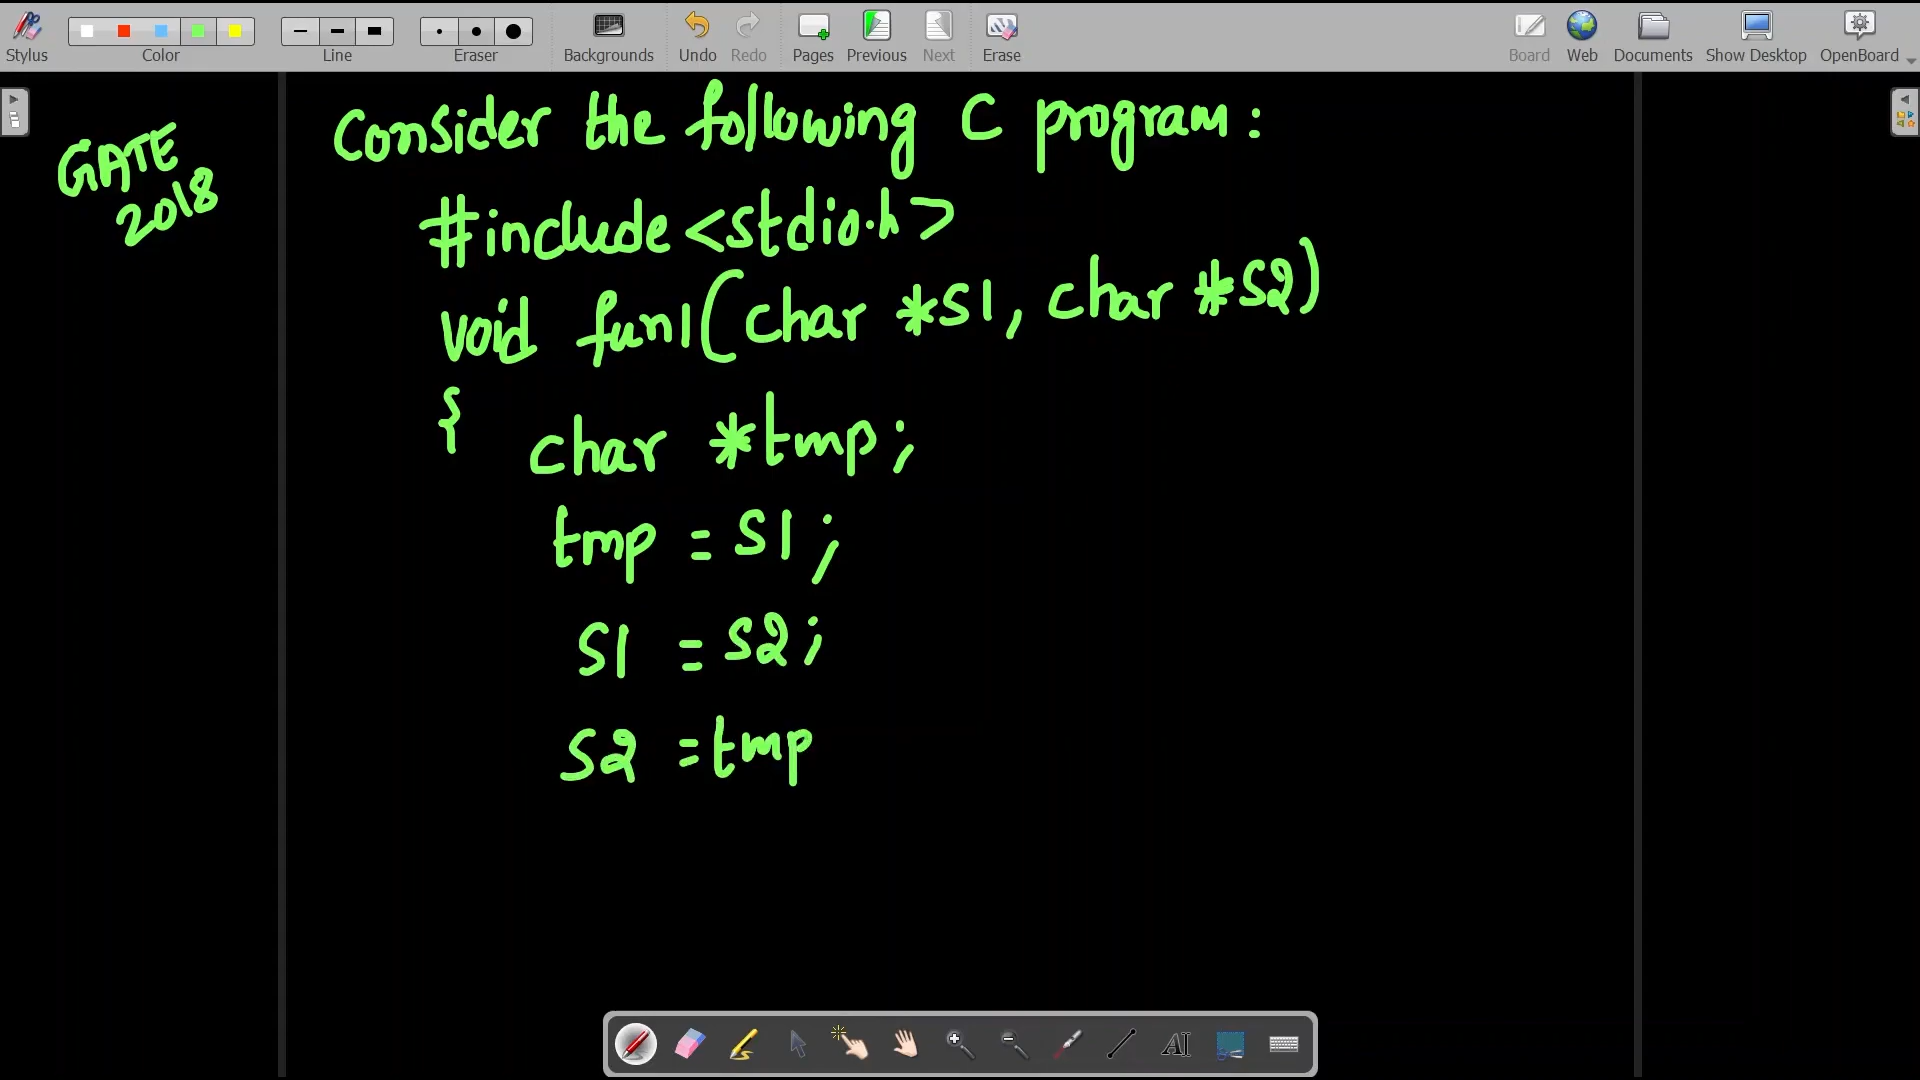 Stylus
Color
Line
Eraser
Backgrounds
Undo
Redo
Pages
Previous
Next
Erase
Board
Web
Documents
Show Desktop
OpenBoard
GATE
2018
Consider the following C program:
#include<stdio.h>
void fun1(char *S1, char *S2)
{
char *tmp;
tmp = S1;
S1 = S2;
S2 = tmp
AI